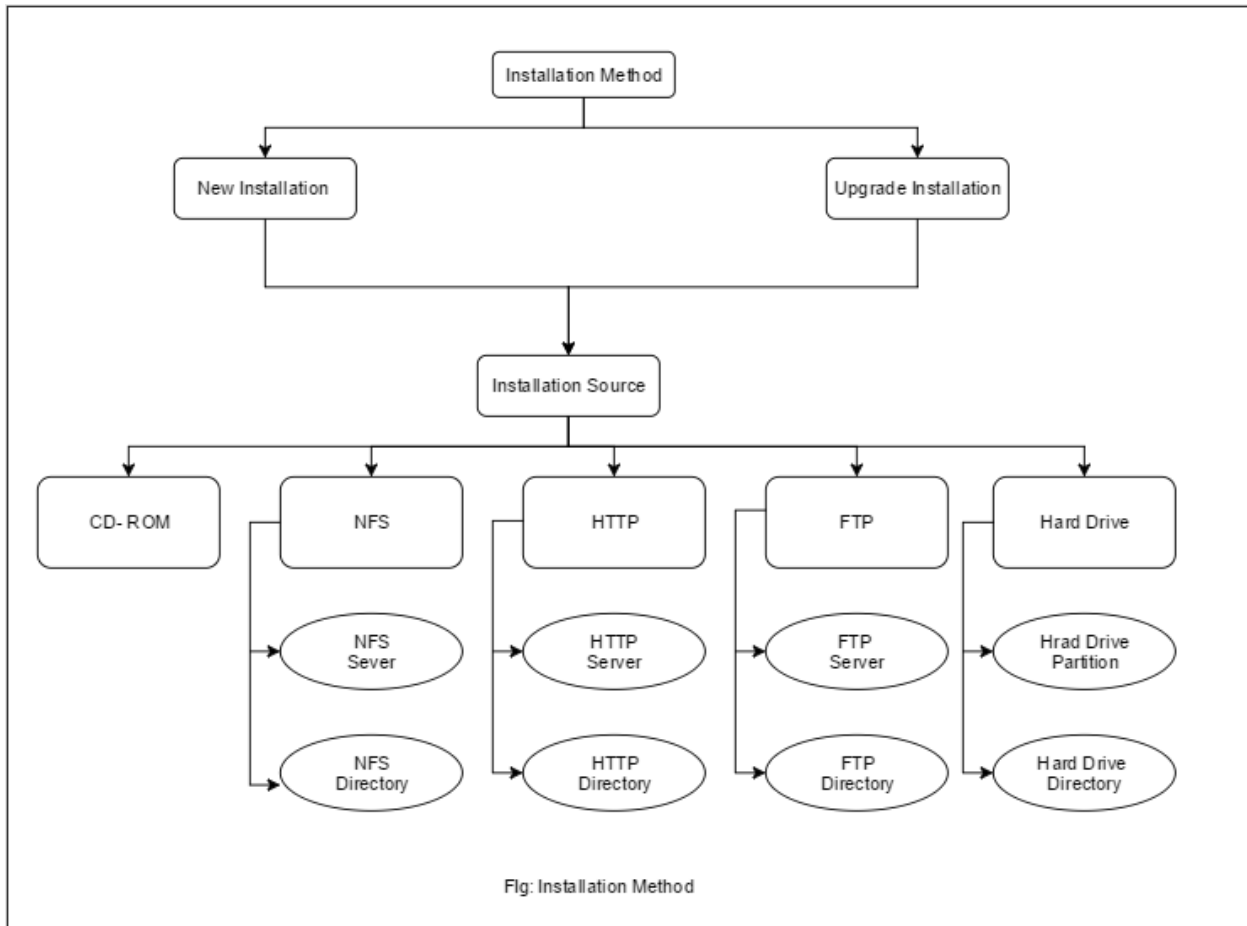 Installation Method
New Installation
Upgrade Installation
Installation Source
CD- ROM
NFS
HTTP
FTP
Hard Drive
NFS
Sever
HTTP
Server
FTP
Server
Hrad Drive
Partition
NFS
Directory
HTTP
Directory
FTP
Directory
Hard Drive
Directory
FIg: Installation Method